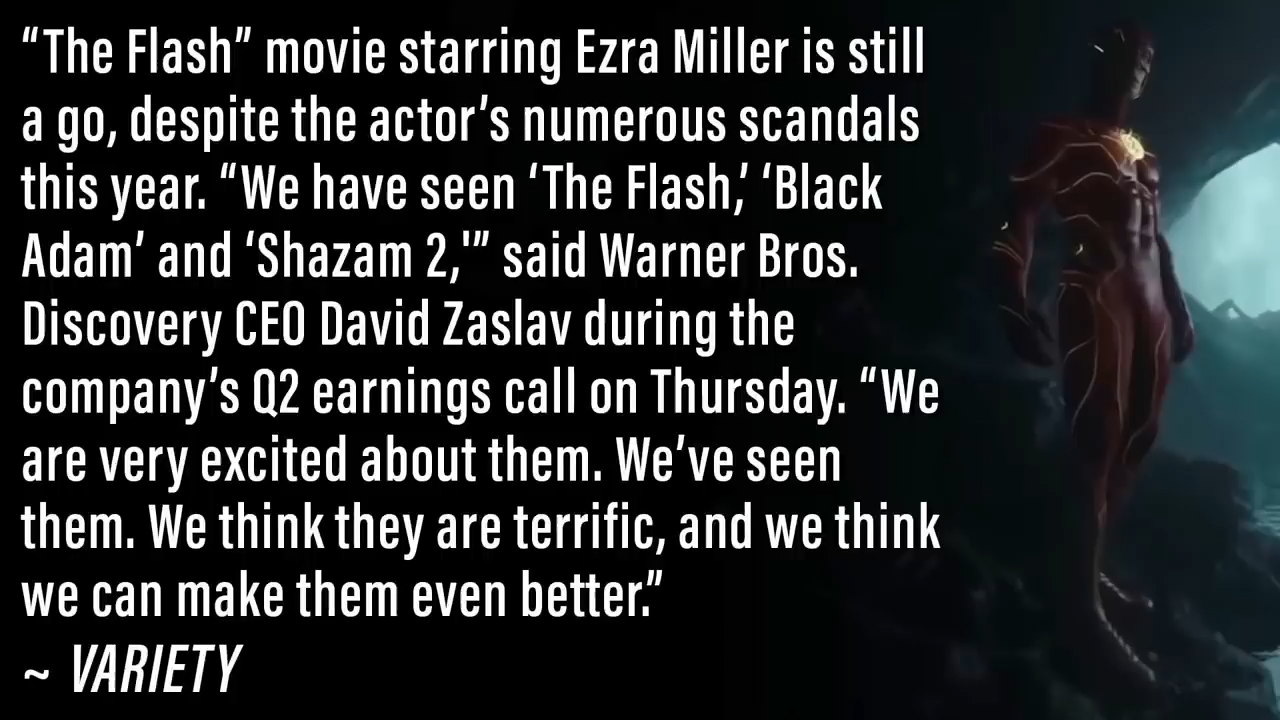 “The Flash” movie starring Ezra Miller is still
a go, despite the actor’s numerous scandals
this year. “We have seen ‘The Flash,’ ‘Black
Adam’ and ‘Shazam 2,'” said Warner Bros.
Discovery CEO David Zaslav during the
company’s Q2 earnings call on Thursday. “We
are very excited about them. We’ve seen
them. We think they are terrific, and we think
we can make them even better.”
~ VARIETY